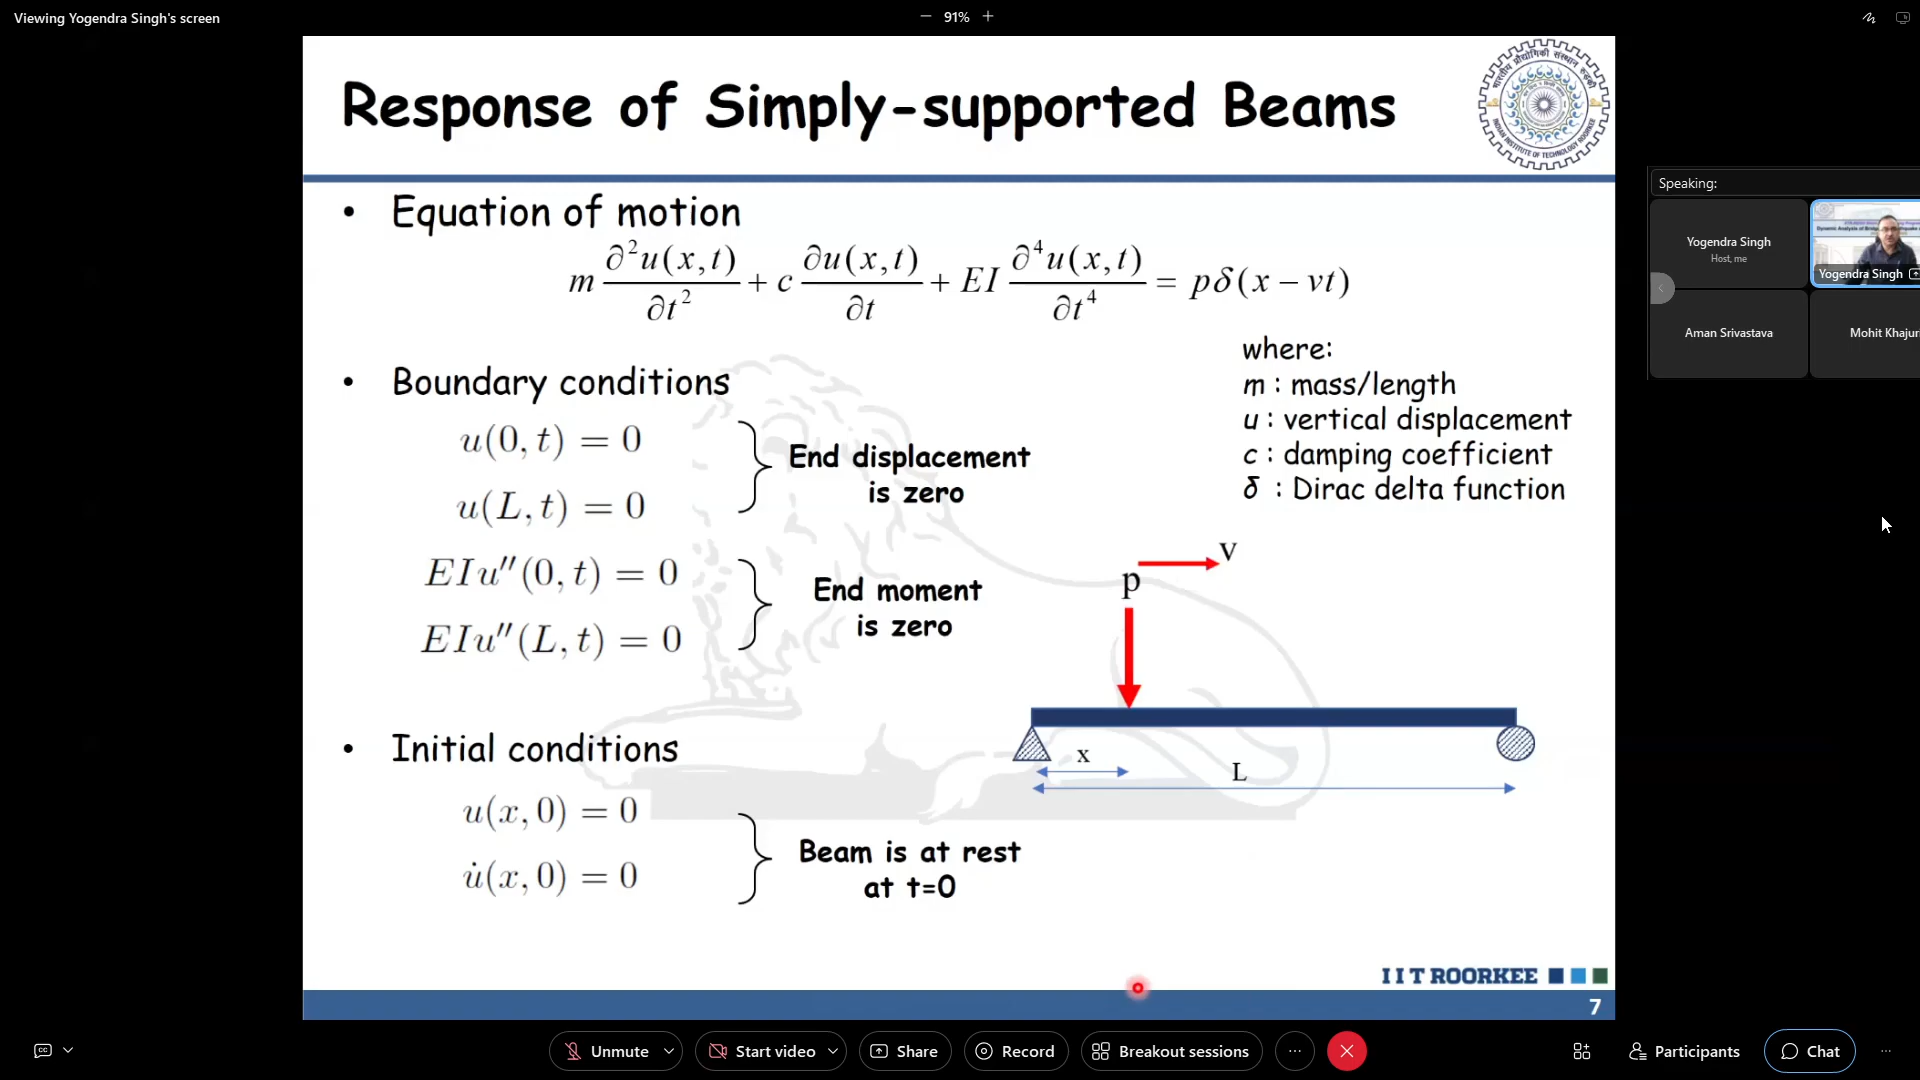 Viewing Yogendra Singh's screen
91%
Response of Simply-supported Beams
• Equation of motion
m ∂²u(x,t)/∂t² + c ∂u(x,t)/∂t + EI ∂⁴u(x,t)/∂t⁴ = pδ(x − vt)
where:
m : mass/length
u : vertical displacement
c : damping coefficient
δ : Dirac delta function
• Boundary conditions
u(0, t) = 0
u(L, t) = 0
End displacement
is zero
EIu″(0, t) = 0
EIu″(L, t) = 0
End moment
is zero
v
p
x
L
• Initial conditions
u(x, 0) = 0
u̇(x, 0) = 0
Beam is at rest
at t=0
IIT ROORKEE
7
Speaking:
Yogendra Singh
Host, me
Yogendra Singh
Aman Srivastava
Mohit Khajur
Unmute
Start video
Share
Record
Breakout sessions
Participants
Chat